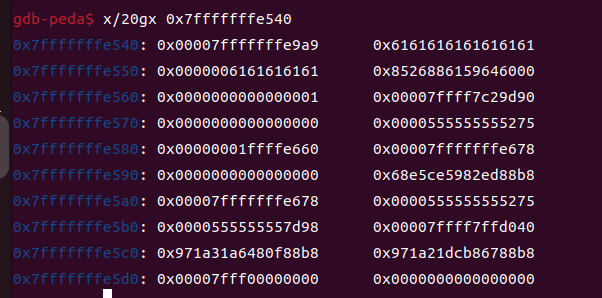 gdb-peda$ x/20gx 0x7fffffffe540
0x7fffffffe540: 0x00007fffffffe9a9 0x6161616161616161
0x7fffffffe550: 0x0000006161616161 0x8526886159646000
0x7fffffffe560: 0x0000000000000001 0x00007ffff7c29d90
0x7fffffffe570: 0x0000000000000000 0x0000555555555275
0x7fffffffe580: 0x00000001ffffe660 0x00007fffffffe678
0x7fffffffe590: 0x0000000000000000 0x68e5ce5982ed88b8
0x7fffffffe5a0: 0x00007fffffffe678 0x0000555555555275
0x7fffffffe5b0: 0x0000555555557d98 0x00007ffff7ffd040
0x7fffffffe5c0: 0x971a31a6480f88b8 0x971a21dcb86788b8
0x7fffffffe5d0: 0x00007fff00000000 0x0000000000000000